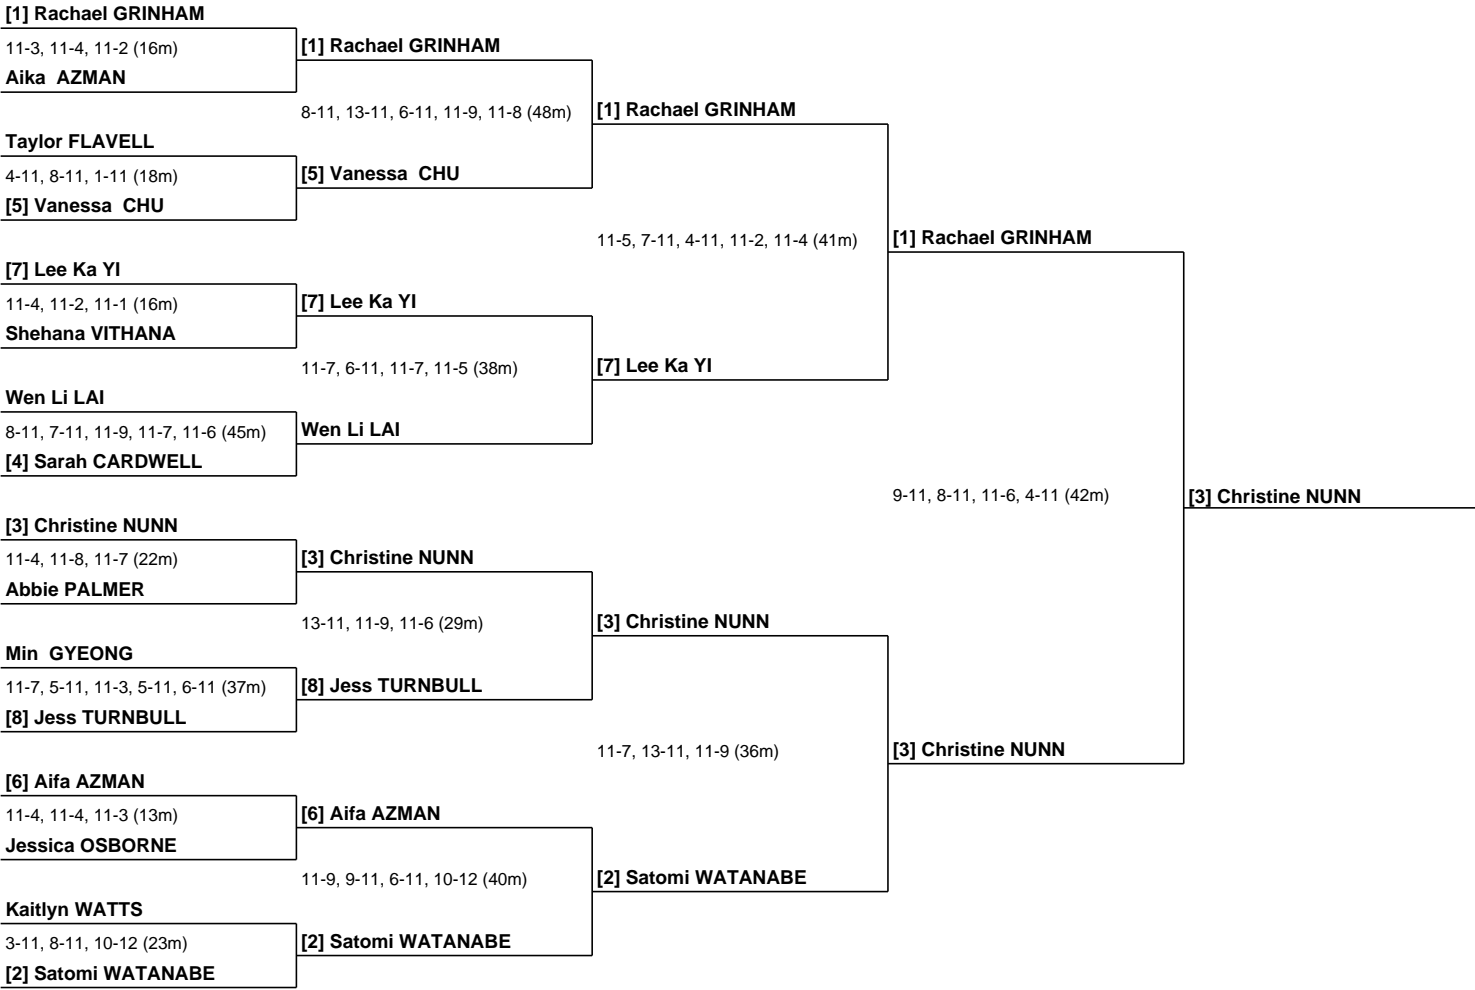 [1] Rachael GRINHAM
11-3, 11-4, 11-2 (16m)
Aika AZMAN
Taylor FLAVELL
4-11, 8-11, 1-11 (18m)
[5] Vanessa CHU
[7] Lee Ka YI
11-4, 11-2, 11-1 (16m)
Shehana VITHANA
Wen Li LAI
8-11, 7-11, 11-9, 11-7, 11-6 (45m)
[4] Sarah CARDWELL
[3] Christine NUNN
11-4, 11-8, 11-7 (22m)
Abbie PALMER
Min GYEONG
11-7, 5-11, 11-3, 5-11, 6-11 (37m)
[8] Jess TURNBULL
[6] Aifa AZMAN
11-4, 11-4, 11-3 (13m)
Jessica OSBORNE
Kaitlyn WATTS
3-11, 8-11, 10-12 (23m)
[2] Satomi WATANABE
[1] Rachael GRINHAM
8-11, 13-11, 6-11, 11-9, 11-8 (48m)
[5] Vanessa CHU
[7] Lee Ka YI
11-7, 6-11, 11-7, 11-5 (38m)
Wen Li LAI
[3] Christine NUNN
13-11, 11-9, 11-6 (29m)
[8] Jess TURNBULL
[6] Aifa AZMAN
11-9, 9-11, 6-11, 10-12 (40m)
[2] Satomi WATANABE
[1] Rachael GRINHAM
11-5, 7-11, 4-11, 11-2, 11-4 (41m)
[7] Lee Ka YI
[3] Christine NUNN
11-7, 13-11, 11-9 (36m)
[2] Satomi WATANABE
[1] Rachael GRINHAM
9-11, 8-11, 11-6, 4-11 (42m)
[3] Christine NUNN
[3] Christine NUNN